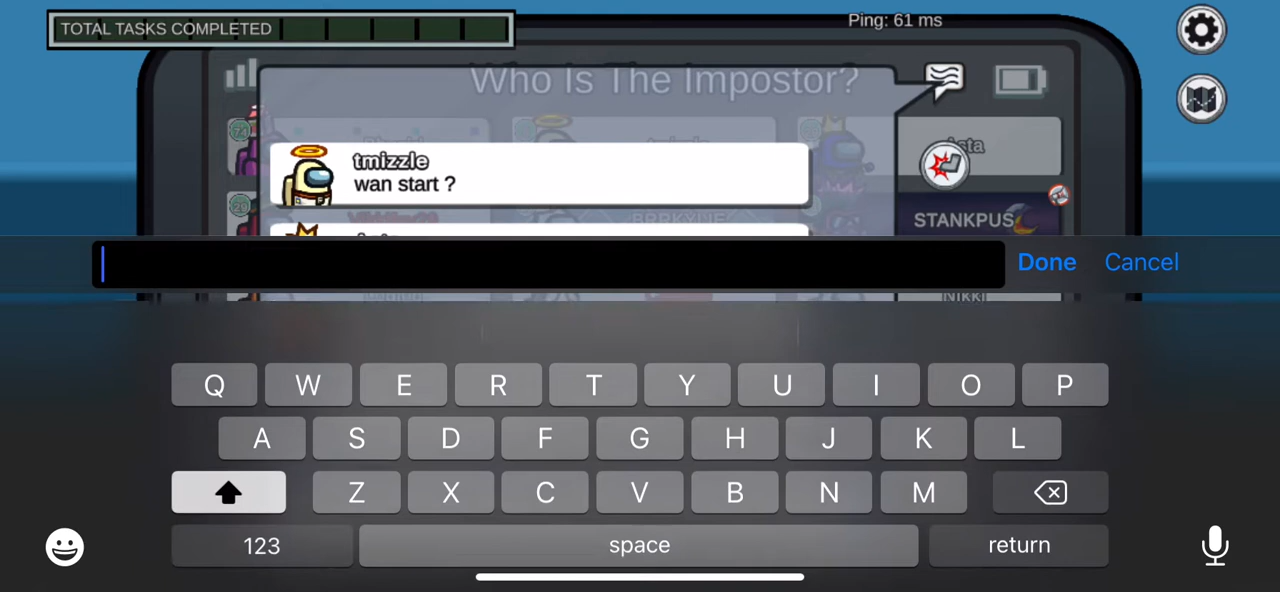 TOTAL TASKS COMPLETED
Ping: 61 ms
Who Is The Impostor?
tmizzle
wan start ?
STANKPUS
NIKKI
Done
Cancel
Q W E R T Y U I O P
A S D F G H J K L
Z X C V B N M
123
space
return